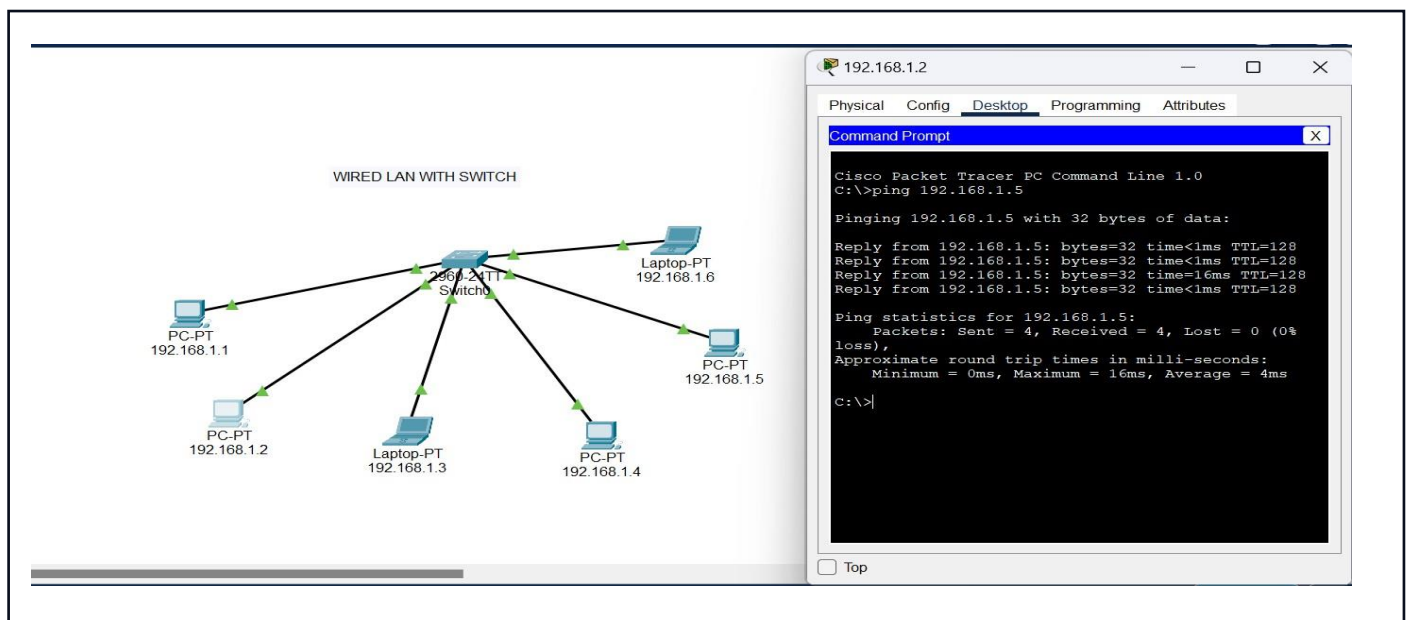 WIRED LAN WITH SWITCH
2960-24TT
Switch0
Laptop-PT
192.168.1.6
PC-PT
192.168.1.1
PC-PT
192.168.1.5
PC-PT
192.168.1.2
Laptop-PT
192.168.1.3
PC-PT
192.168.1.4
192.168.1.2
Physical Config Desktop Programming Attributes
Command Prompt X
Cisco Packet Tracer PC Command Line 1.0
C:\>ping 192.168.1.5
Pinging 192.168.1.5 with 32 bytes of data:
Reply from 192.168.1.5: bytes=32 time<1ms TTL=128
Reply from 192.168.1.5: bytes=32 time<1ms TTL=128
Reply from 192.168.1.5: bytes=32 time=16ms TTL=128
Reply from 192.168.1.5: bytes=32 time<1ms TTL=128
Ping statistics for 192.168.1.5:
Packets: Sent = 4, Received = 4, Lost = 0 (0%
loss),
Approximate round trip times in milli-seconds:
Minimum = 0ms, Maximum = 16ms, Average = 4ms
C:\>
Top